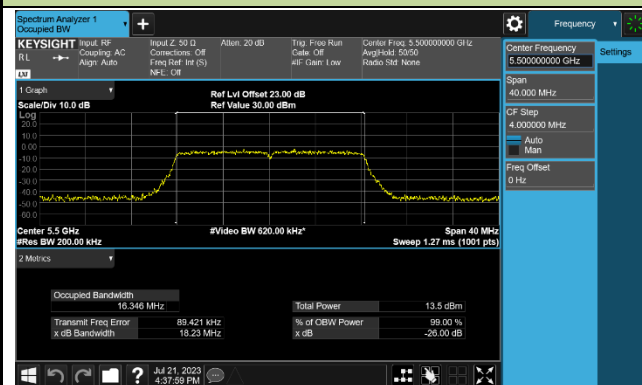 Spectrum Analyzer 1
Occupied BW
Frequency
KEYSIGHT
Input: RF
Coupling: AC
Align: Auto
Input Z: 50 Ω
Corrections: Off
Freq Ref: Int (S)
NFE: Off
Atten: 20 dB
Trig: Free Run
Gate: Off
#IF Gain: Low
Center Freq: 5.500000000 GHz
Avg|Hold: 50/50
Radio Std: None
RL
LXI
Center Frequency
5.500000000 GHz
Settings
Span
40.000 MHz
CF Step
4.000000 MHz
Auto
Man
Freq Offset
0 Hz
1 Graph
Scale/Div 10.0 dB
Ref Lvl Offset 23.00 dB
Ref Value 30.00 dBm
Log
20.0
10.0
0.00
-10.0
-20.0
-30.0
-40.0
-50.0
-60.0
Center 5.5 GHz
#Res BW 200.00 kHz
#Video BW 620.00 kHz*
Span 40 MHz
Sweep 1.27 ms (1001 pts)
2 Metrics
Occupied Bandwidth
16.346 MHz
Total Power 13.5 dBm
Transmit Freq Error 89.421 kHz
% of OBW Power 99.00 %
x dB Bandwidth 18.23 MHz
x dB -26.00 dB
Jul 21, 2023
4:37:59 PM